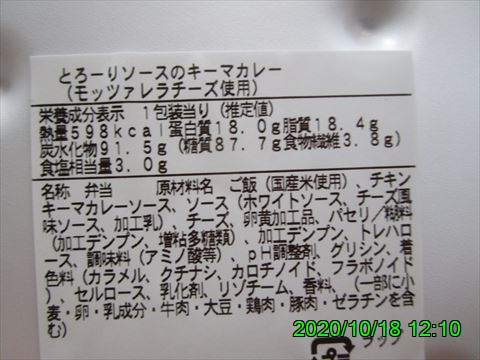 とろーりソースのキーマカレー
(モッツァレラチーズ使用)
栄養成分表示 1包装当り(推定値)
熱量598kcal蛋白質18.0g脂質18.4g
炭水化物91.5g(糖質87.7g食物繊維3.8g)
食塩相当量3.0g
名称 弁当 原材料名 ご飯(国産米使用)、チキン
キーマカレーソース、ソース(ホワイトソース、チーズ風
味ソース、加工乳)、チーズ、卵黄加工品、パセリ/糊料
(加工デンプン、増粘多糖類)、加工デンプン、トレハロ
ース、調味料(アミノ酸等)、pH調整剤、グリシン、着
色料(カラメル、クチナシ、カロチノイド、フラボノイド
)、セルロース、乳化剤、リゾチーム、香料、(一部に小
麦・卵・乳成分・牛肉・大豆・鶏肉・豚肉・ゼラチンを含
む)
2020/10/18 12:10